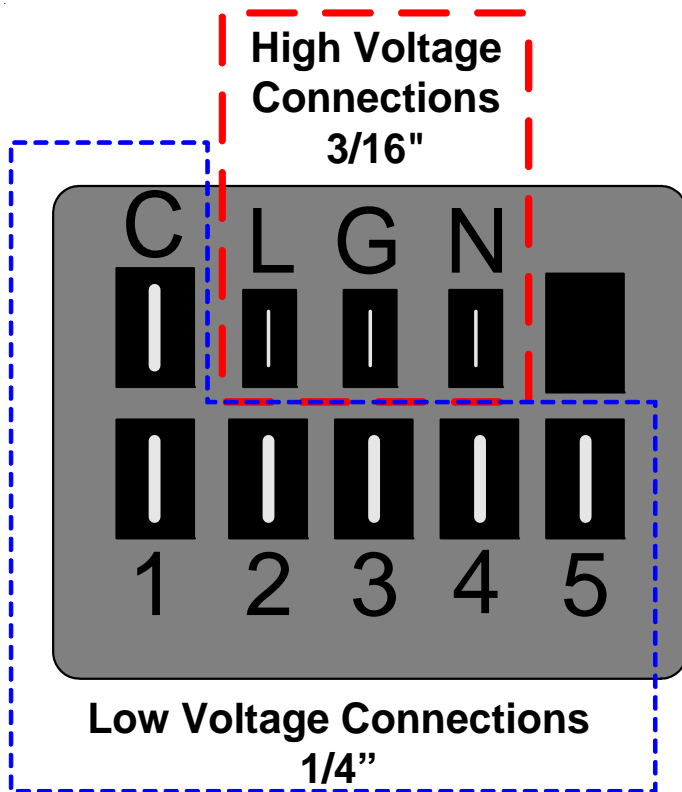 High Voltage
Connections
3/16"
C L G N
1 2 3 4 5
Low Voltage Connections
1/4”